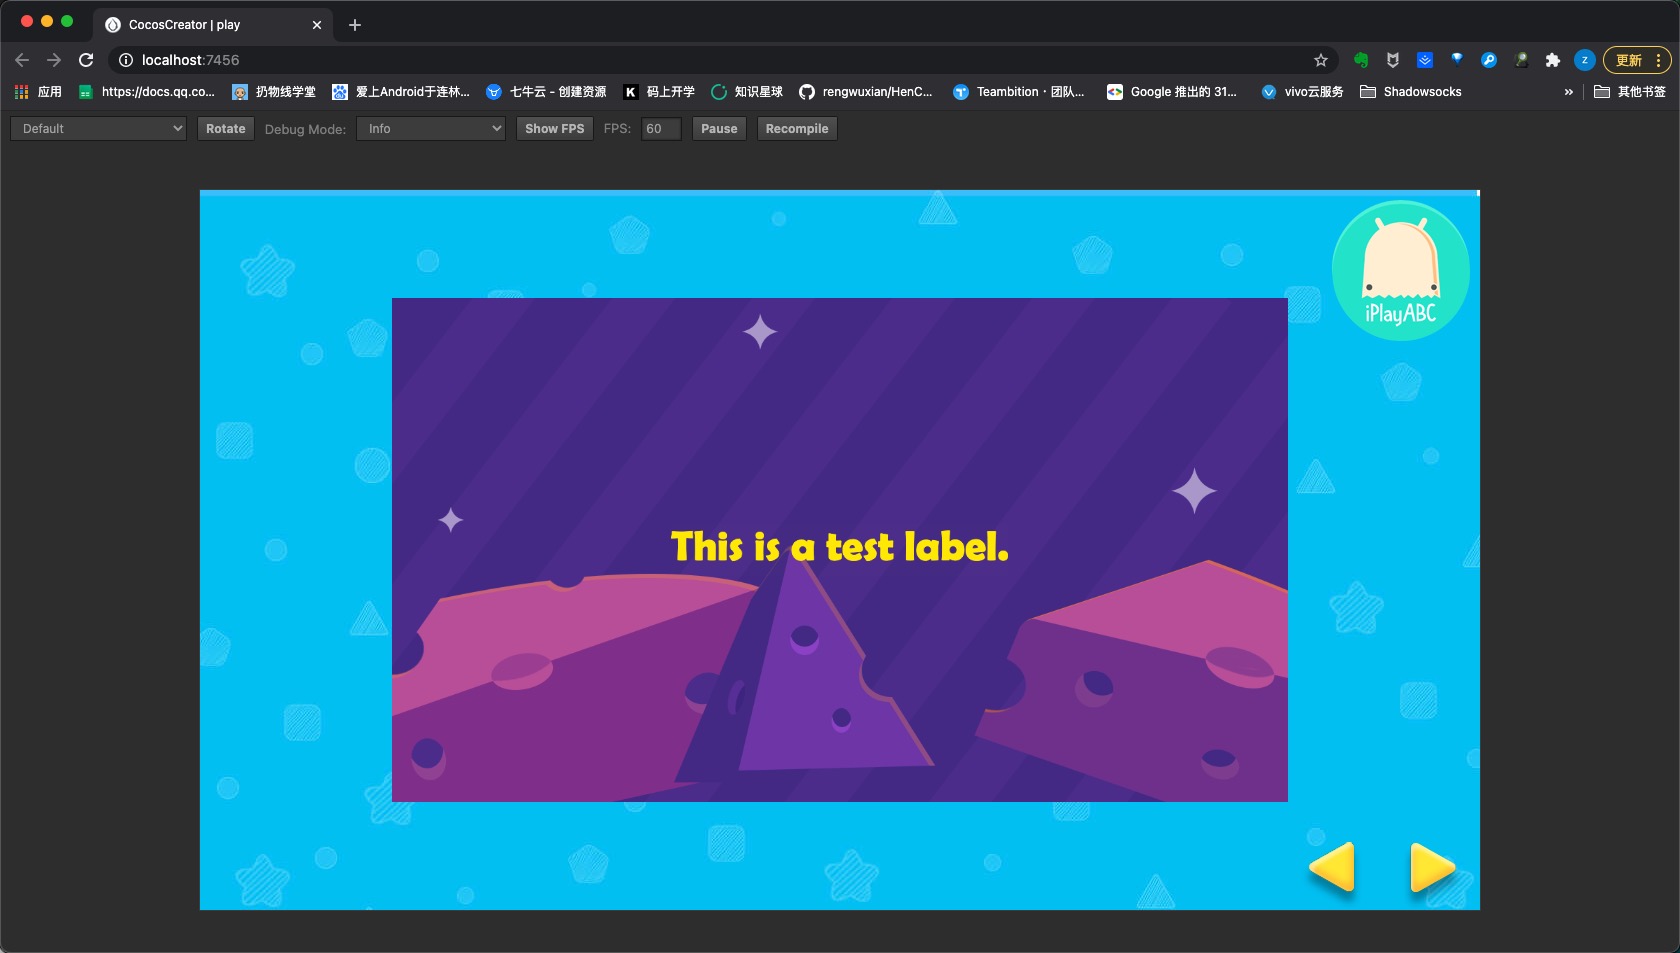 CocosCreator | play
localhost:7456
更新
应用
https://docs.qq.co...
扔物线学堂
爱上Android于连林...
七牛云 - 创建资源
码上开学
知识星球
rengwuxian/HenC...
Teambition · 团队...
Google 推出的 31...
vivo云服务
Shadowsocks
»
其他书签
Default
Rotate
Debug Mode:
Info
Show FPS
FPS:
60
Pause
Recompile
iPlayABC
This is a test label.